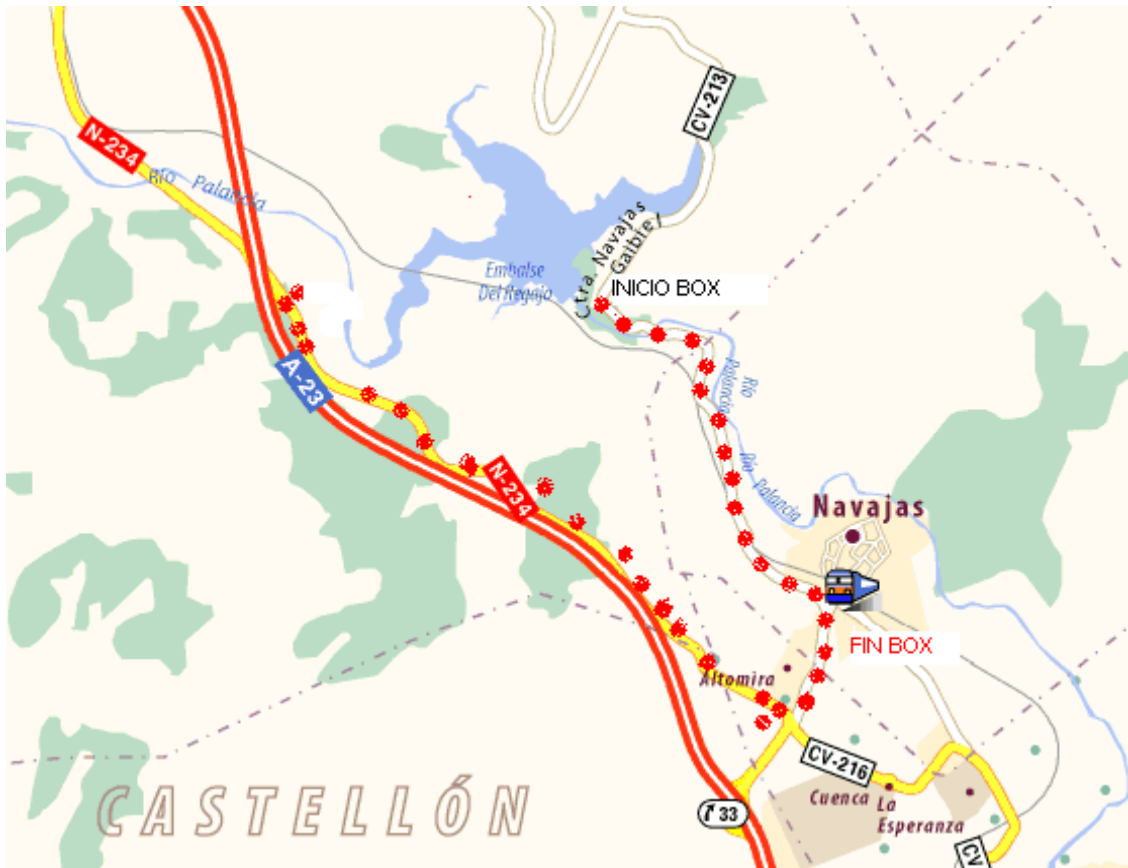 CV-213
N-234
Río Palancia
Ctra. Navajas
Gaibiel
Embalse
Del Regajo
INICIO BOX
A-23
Río
Palancia
Río Palancia
N-234
Navajas
FIN BOX
Altomira
CV-216
Cuenca
La
Esperanza
33
CASTELLÓN
CV